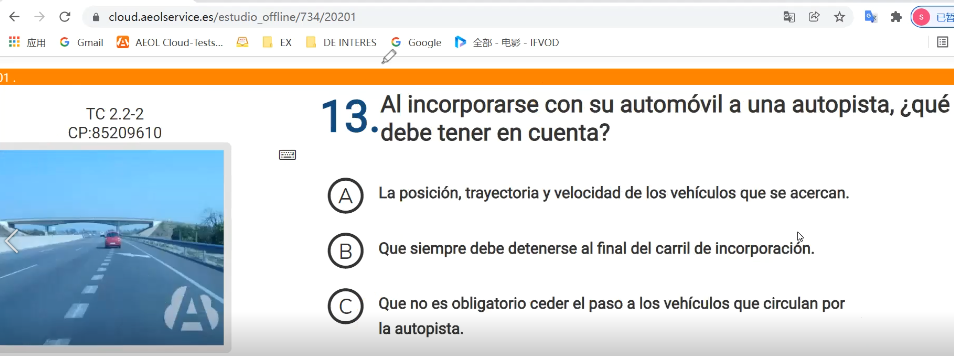 cloud.aeolservice.es/estudio_offline/734/20201
应用 Gmail AEOL Cloud-Tests... EX DE INTERES Google 全部 - 电影 - IFVOD
01 .
TC 2.2-2
CP:85209610
13. Al incorporarse con su automóvil a una autopista, ¿qué
debe tener en cuenta?
A La posición, trayectoria y velocidad de los vehículos que se acercan.
B Que siempre debe detenerse al final del carril de incorporación.
C Que no es obligatorio ceder el paso a los vehículos que circulan por
la autopista.